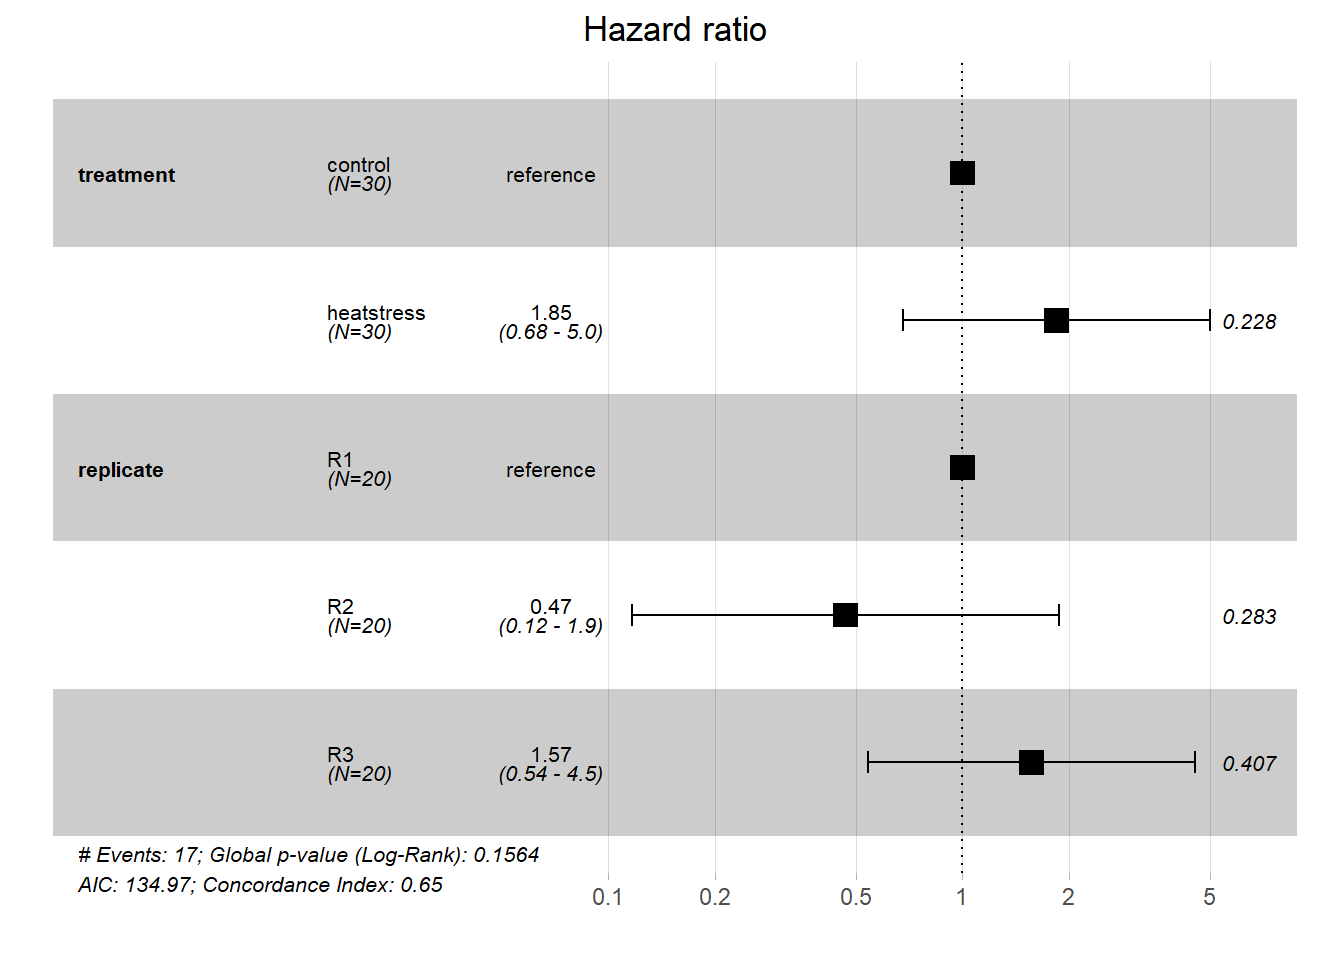 Hazard ratio
treatment
control
(N=30)
reference
heatstress
(N=30)
1.85
(0.68 - 5.0)
0.228
replicate
R1
(N=20)
reference
R2
(N=20)
0.47
(0.12 - 1.9)
0.283
R3
(N=20)
1.57
(0.54 - 4.5)
0.407
# Events: 17; Global p-value (Log-Rank): 0.1564
AIC: 134.97; Concordance Index: 0.65
0.1 0.2 0.5 1 2 5